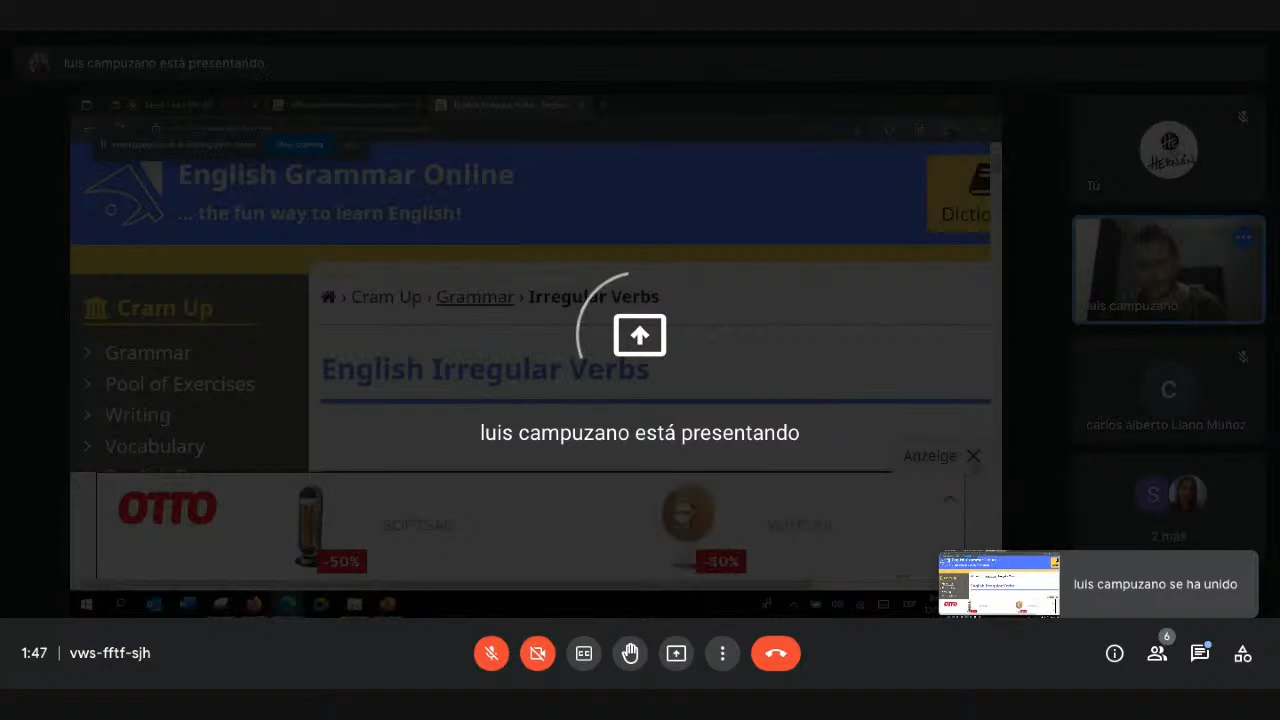 luis campuzano está presentando
English Grammar Online
... the fun way to learn English!
Dictio
Cram Up
Grammar
Pool of Exercises
Writing
Vocabulary
› Cram Up › Grammar › Irregular Verbs
English Irregular Verbs
luis campuzano está presentando
Anzeige
OTTO
-50%
HERNÁN
Tú
luis campuzano
C
carlos alberto Llano Muñoz
S
2 más
luis campuzano se ha unido
ESP
1:47 | vws-fftf-sjh
6